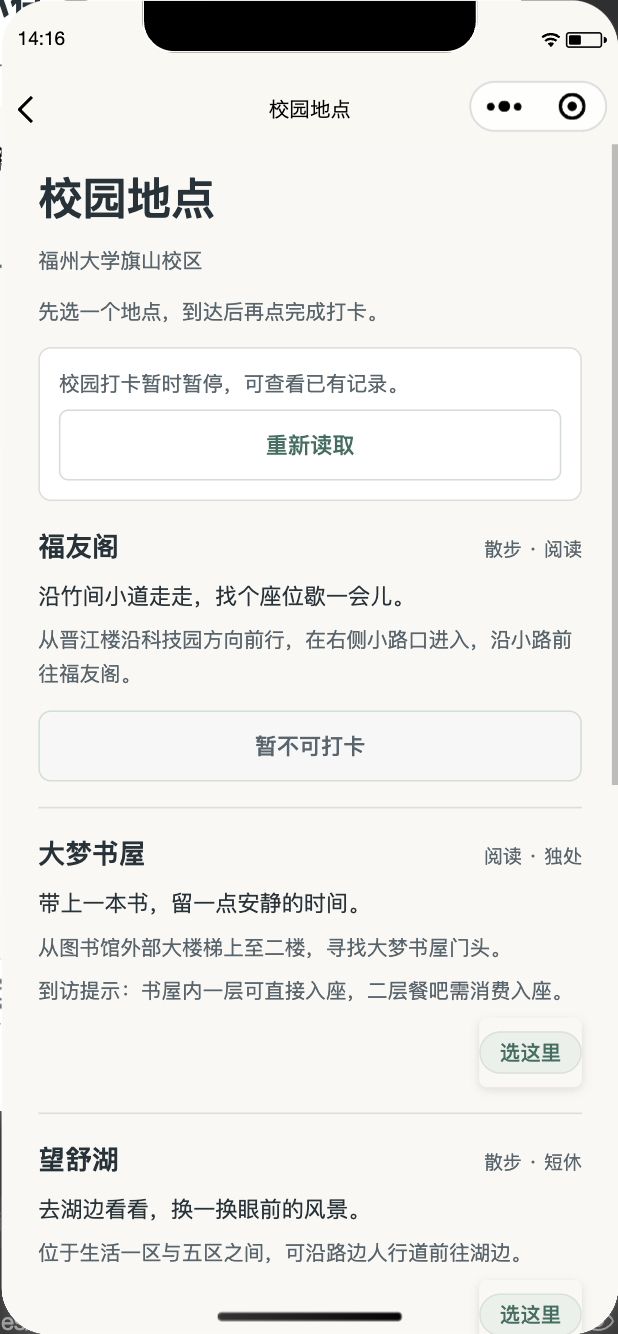 14:16
校园地点
校园地点
福州大学旗山校区
先选一个地点，到达后再点完成打卡。
校园打卡暂时暂停，可查看已有记录。
重新读取
福友阁
散步 · 阅读
沿竹间小道走走，找个座位歇一会儿。
从晋江楼沿科技园方向前行，在右侧小路口进入，沿小路前
往福友阁。
暂不可打卡
大梦书屋
阅读 · 独处
带上一本书，留一点安静的时间。
从图书馆外部大楼梯上至二楼，寻找大梦书屋门头。
到访提示：书屋内一层可直接入座，二层餐吧需消费入座。
选这里
望舒湖
散步 · 短休
去湖边看看，换一换眼前的风景。
位于生活一区与五区之间，可沿路边人行道前往湖边。
选这里